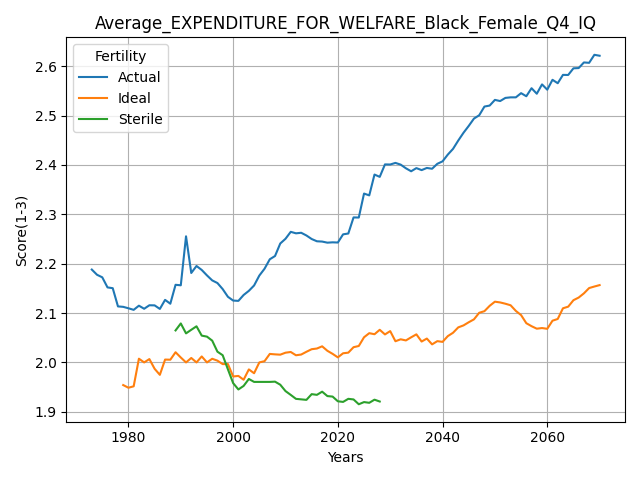 Average_EXPENDITURE_FOR_WELFARE_Black_Female_Q4_IQ
Fertility
Actual
Ideal
Sterile
Score(1-3)
2.6
2.5
2.4
2.3
2.2
2.1
2.0
1.9
1980 2000 2020 2040 2060
Years